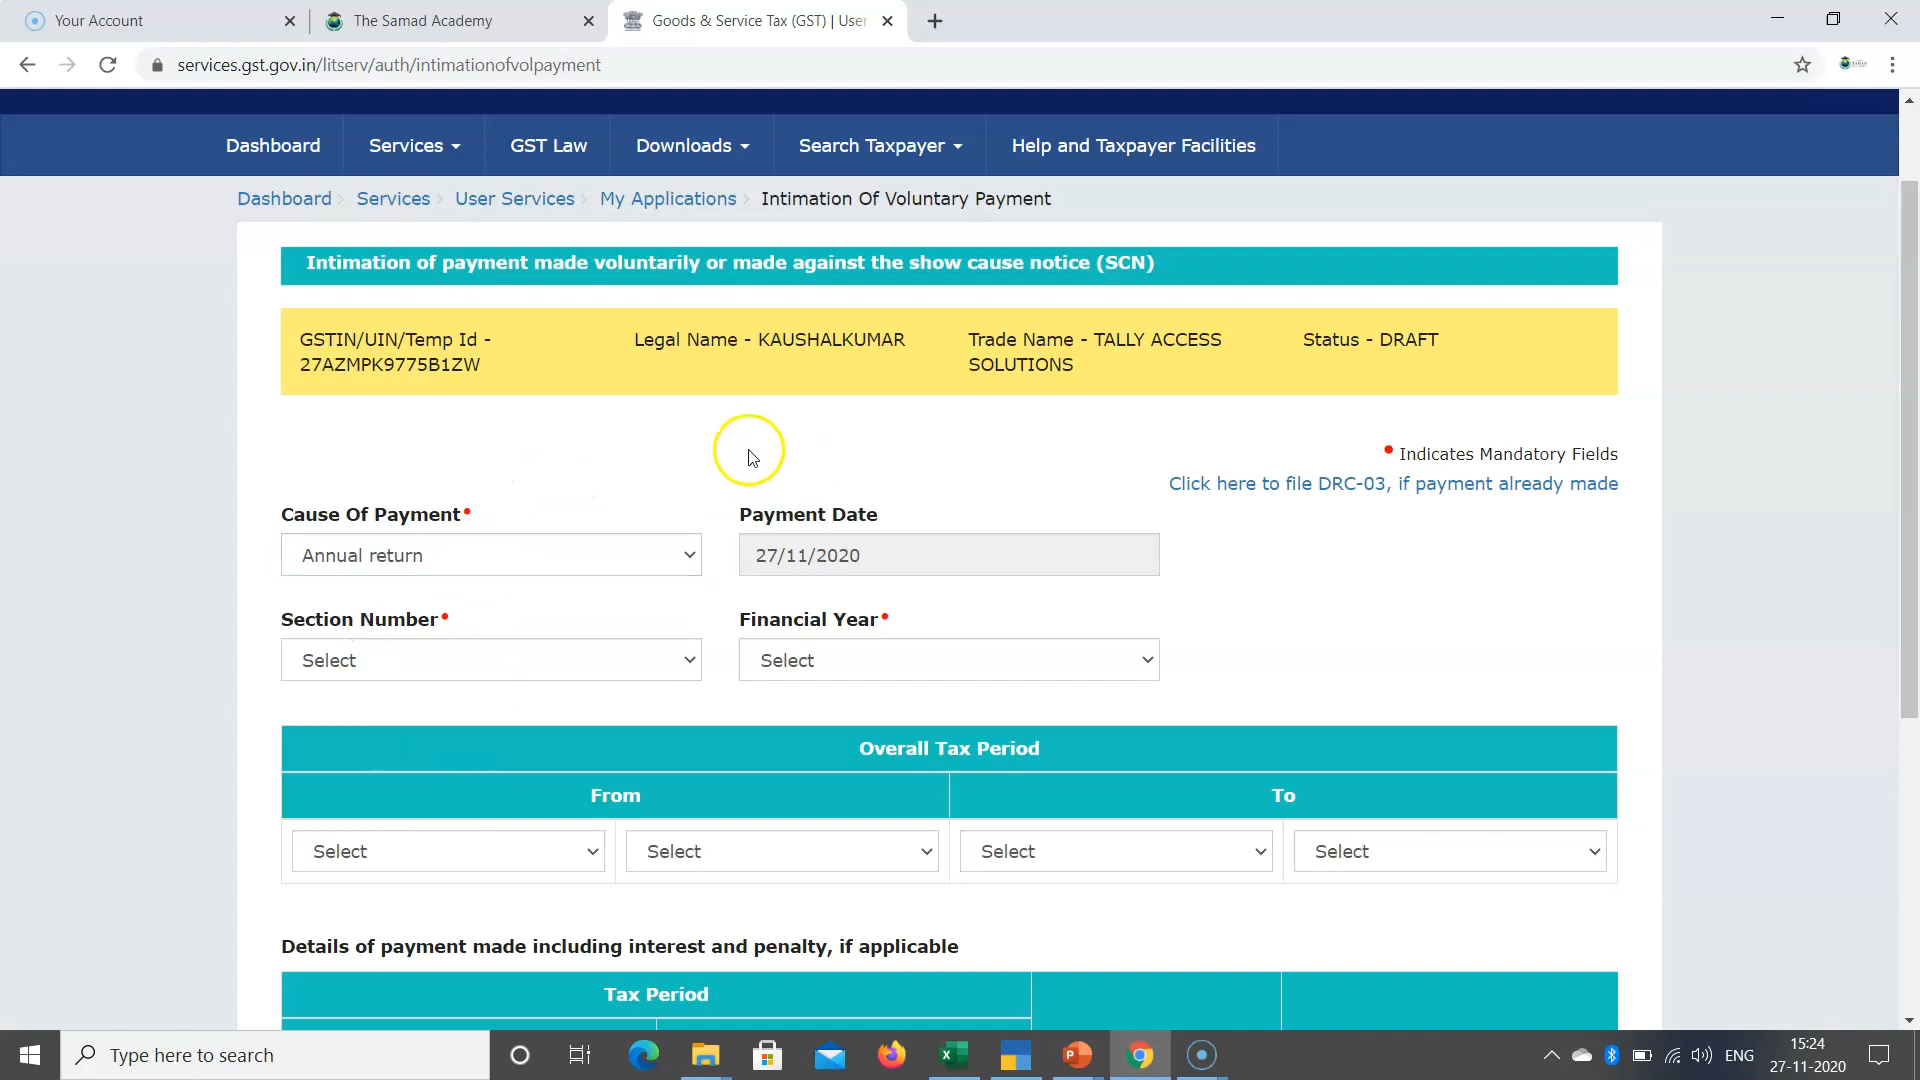 Your Account
The Samad Academy
Goods & Service Tax (GST) | User
services.gst.gov.in/litserv/auth/intimationofvolpayment
Dashboard
Services
GST Law
Downloads
Search Taxpayer
Help and Taxpayer Facilities
Dashboard
Services
User Services
My Applications
Intimation Of Voluntary Payment
Intimation of payment made voluntarily or made against the show cause notice (SCN)
GSTIN/UIN/Temp Id -
27AZMPK9775B1ZW
Legal Name - KAUSHALKUMAR
Trade Name - TALLY ACCESS
SOLUTIONS
Status - DRAFT
• Indicates Mandatory Fields
Click here to file DRC-03, if payment already made
Cause Of Payment•
Annual return
Payment Date
27/11/2020
Section Number•
Select
Financial Year•
Select
Overall Tax Period
From
To
Select
Select
Select
Select
Details of payment made including interest and penalty, if applicable
Tax Period
Type here to search
ENG
15:24
27-11-2020